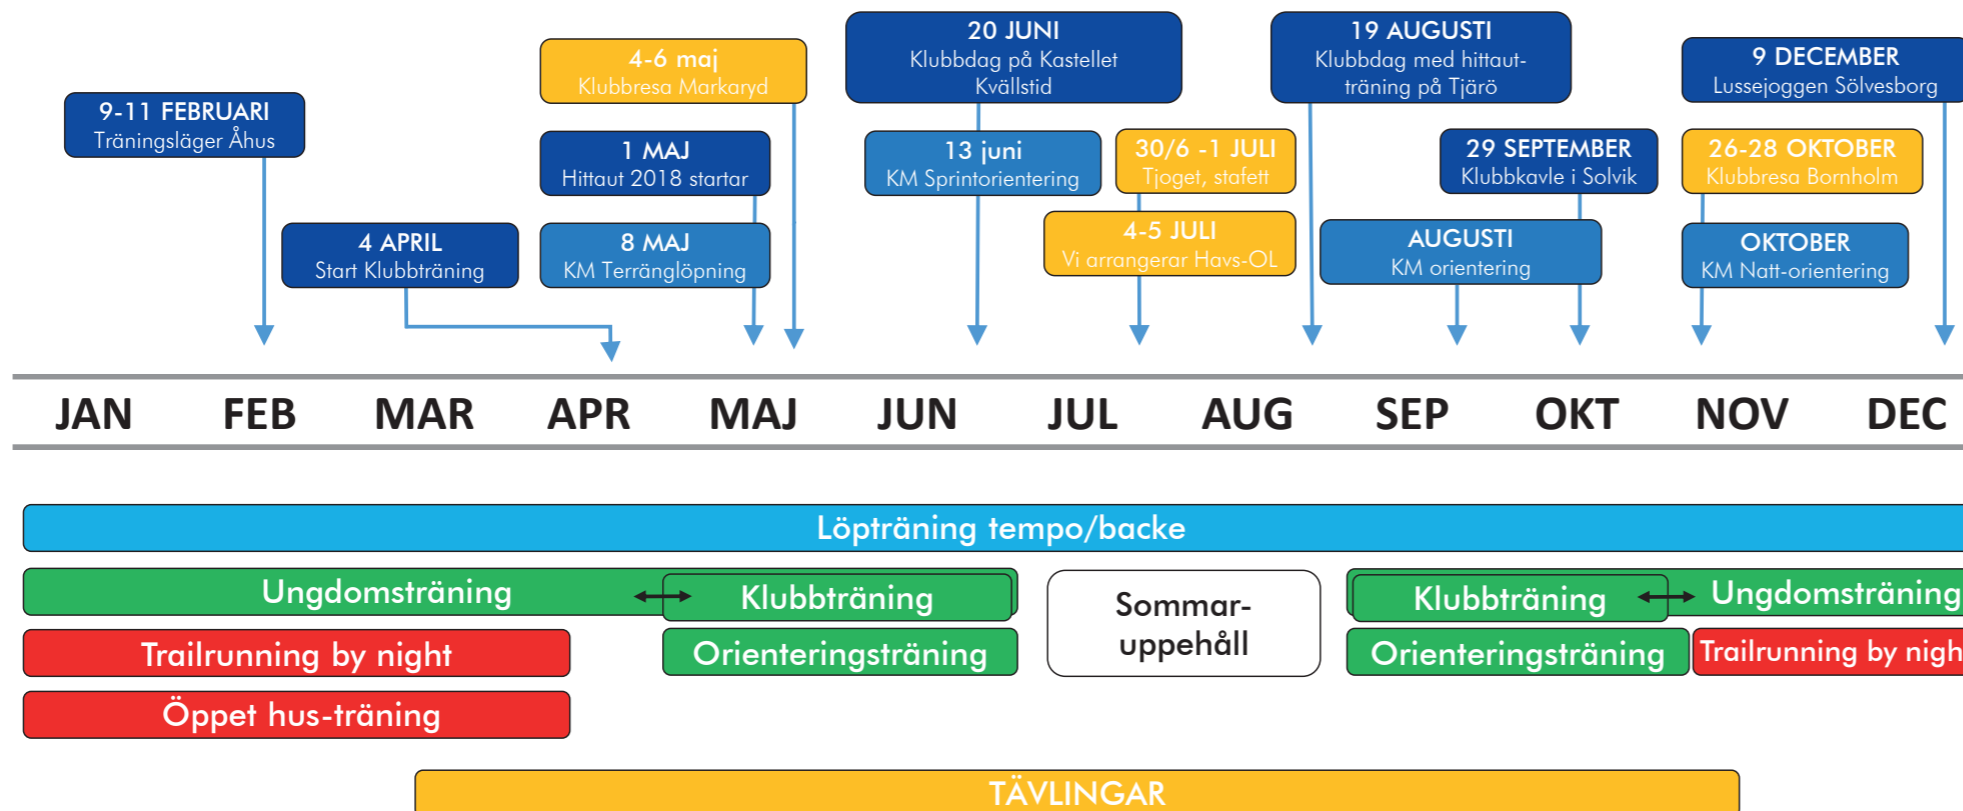 9-11 FEBRUARI
Träningsläger Åhus
4 APRIL
Start Klubbträning
4-6 maj
Klubbresa Markaryd
1 MAJ
Hittaut 2018 startar
8 MAJ
KM Terränglöpning
20 JUNI
Klubbdag på Kastellet
Kvällstid
13 juni
KM Sprintorientering
30/6 -1 JULI
Tjoget, stafett
4-5 JULI
Vi arrangerar Havs-OL
19 AUGUSTI
Klubbdag med hittaut-
träning på Tjärö
29 SEPTEMBER
Klubbkavle i Solvik
AUGUSTI
KM orientering
9 DECEMBER
Lussejoggen Sölvesborg
26-28 OKTOBER
Klubbresa Bornholm
OKTOBER
KM Natt-orientering
JAN FEB MAR APR MAJ JUN JUL AUG SEP OKT NOV DEC
Löpträning tempo/backe
Ungdomsträning Klubbträning
Sommar-
uppehåll
Klubbträning Ungdomsträning
Trailrunning by night Orienteringsträning
Orienteringsträning Trailrunning by nigh
Öppet hus-träning
TÄVLINGAR